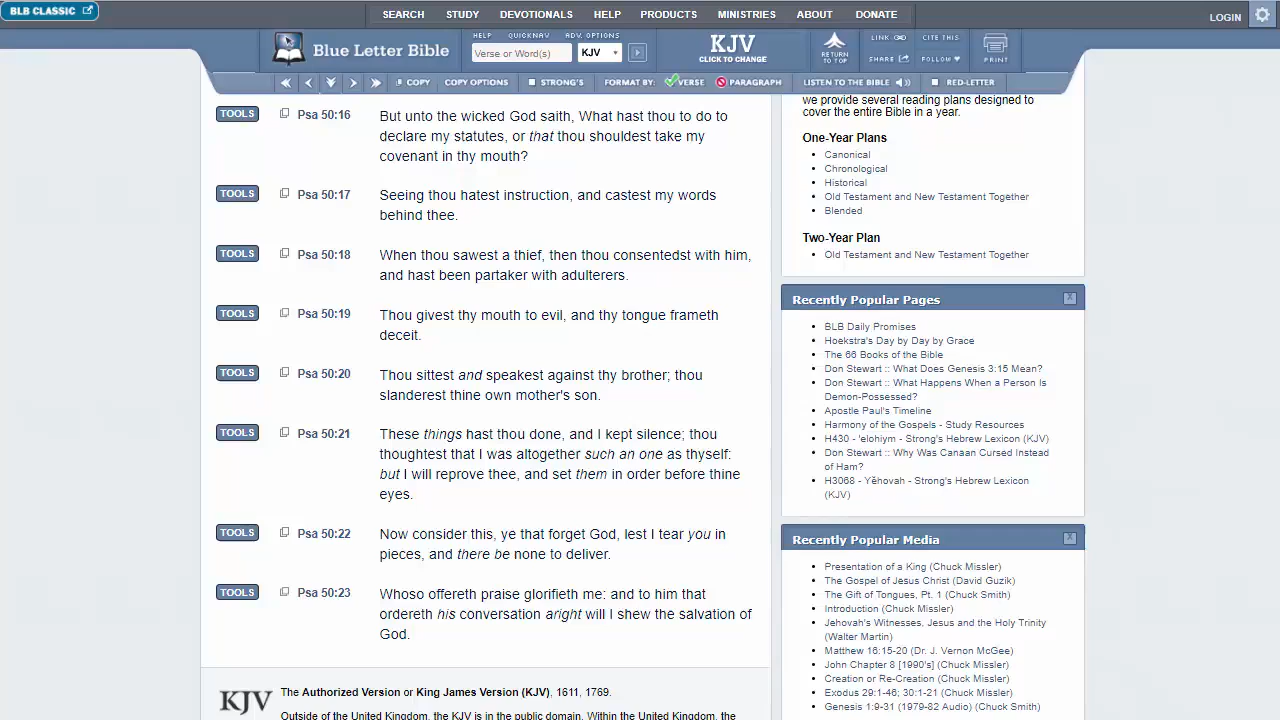 BLB CLASSIC
SEARCH STUDY DEVOTIONALS HELP PRODUCTS MINISTRIES ABOUT DONATE
LOGIN
Blue Letter Bible
HELP QUICKNAV ADV. OPTIONS
Verse or Word(s) KJV
KJV
CLICK TO CHANGE
RETURN
TO TOP
LINK CITE THIS
SHARE FOLLOW
PRINT
COPY COPY OPTIONS STRONG'S FORMAT BY: VERSE PARAGRAPH LISTEN TO THE BIBLE RED-LETTER
TOOLS Psa 50:16 But unto the wicked God saith, What hast thou to do to
declare my statutes, or that thou shouldest take my
covenant in thy mouth?
TOOLS Psa 50:17 Seeing thou hatest instruction, and castest my words
behind thee.
TOOLS Psa 50:18 When thou sawest a thief, then thou consentedst with him,
and hast been partaker with adulterers.
TOOLS Psa 50:19 Thou givest thy mouth to evil, and thy tongue frameth
deceit.
TOOLS Psa 50:20 Thou sittest and speakest against thy brother; thou
slanderest thine own mother's son.
TOOLS Psa 50:21 These things hast thou done, and I kept silence; thou
thoughtest that I was altogether such an one as thyself:
but I will reprove thee, and set them in order before thine
eyes.
TOOLS Psa 50:22 Now consider this, ye that forget God, lest I tear you in
pieces, and there be none to deliver.
TOOLS Psa 50:23 Whoso offereth praise glorifieth me: and to him that
ordereth his conversation aright will I shew the salvation of
God.
KJV The Authorized Version or King James Version (KJV), 1611, 1769.
Outside of the United Kingdom, the KJV is in the public domain. Within the United Kingdom, the
we provide several reading plans designed to
cover the entire Bible in a year.
One-Year Plans
Canonical
Chronological
Historical
Old Testament and New Testament Together
Blended
Two-Year Plan
Old Testament and New Testament Together
Recently Popular Pages X
BLB Daily Promises
Hoekstra's Day by Day by Grace
The 66 Books of the Bible
Don Stewart :: What Does Genesis 3:15 Mean?
Don Stewart :: What Happens When a Person Is
Demon-Possessed?
Apostle Paul's Timeline
Harmony of the Gospels - Study Resources
H430 - 'elohiym - Strong's Hebrew Lexicon (KJV)
Don Stewart :: Why Was Canaan Cursed Instead
of Ham?
H3068 - Yĕhovah - Strong's Hebrew Lexicon
(KJV)
Recently Popular Media X
Presentation of a King (Chuck Missler)
The Gospel of Jesus Christ (David Guzik)
The Gift of Tongues, Pt. 1 (Chuck Smith)
Introduction (Chuck Missler)
Jehovah's Witnesses, Jesus and the Holy Trinity
(Walter Martin)
Matthew 16:15-20 (Dr. J. Vernon McGee)
John Chapter 8 [1990's] (Chuck Missler)
Creation or Re-Creation (Chuck Missler)
Exodus 29:1-46; 30:1-21 (Chuck Missler)
Genesis 1:9-31 (1979-82 Audio) (Chuck Smith)